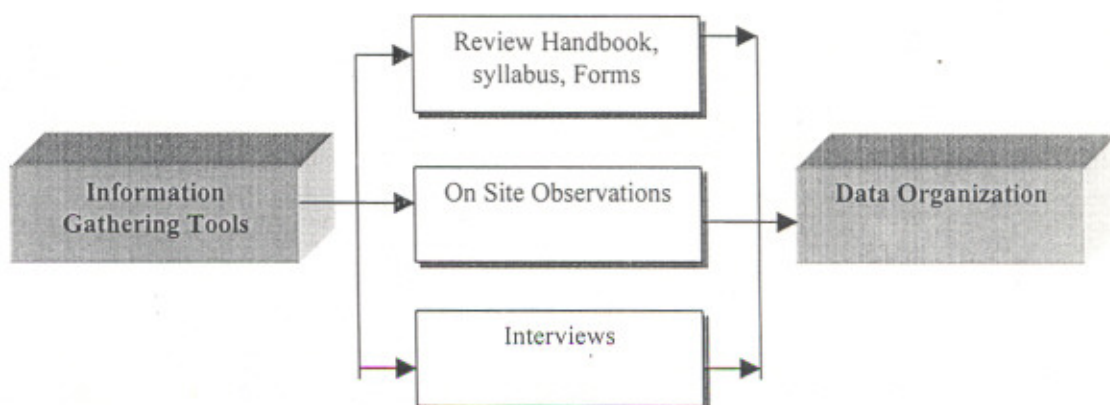 Review Handbook,
syllabus, Forms
Information
Gathering Tools
On Site Observations
Data Organization
Interviews